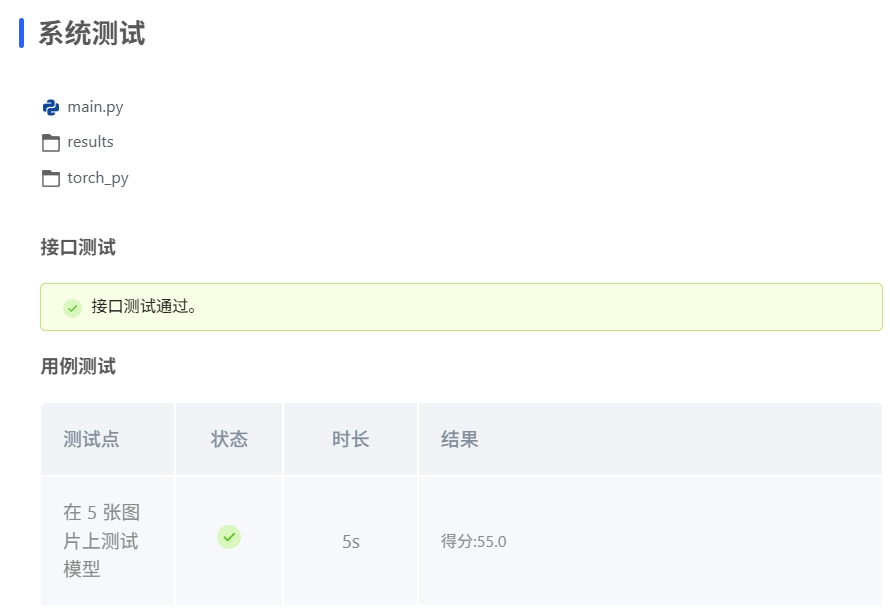 系统测试
main.py
results
torch_py
接口测试
接口测试通过。
用例测试
测试点 状态 时长 结果
在 5 张图
片上测试
模型
5s
得分:55.0